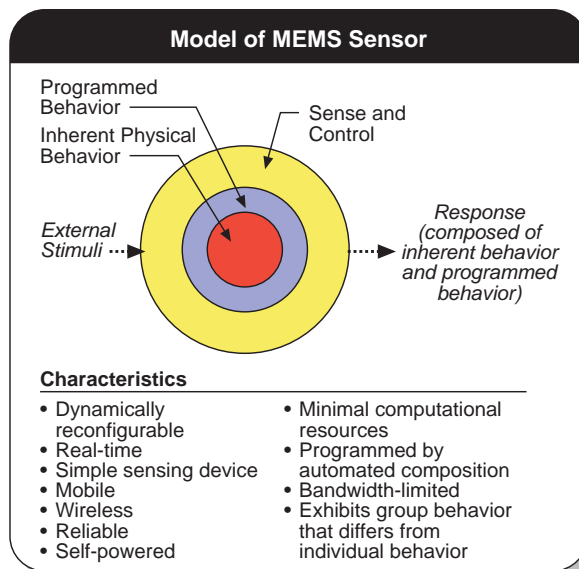 Model of MEMS Sensor
Programmed
Behavior
Inherent Physical
Behavior
Sense and
Control
External
Stimuli
Response
(composed of
inherent behavior
and programmed
behavior)
Characteristics
• Dynamically
reconfigurable
• Real-time
• Simple sensing device
• Mobile
• Wireless
• Reliable
• Self-powered
• Minimal computational
resources
• Programmed by
automated composition
• Bandwidth-limited
• Exhibits group behavior
that differs from
individual behavior